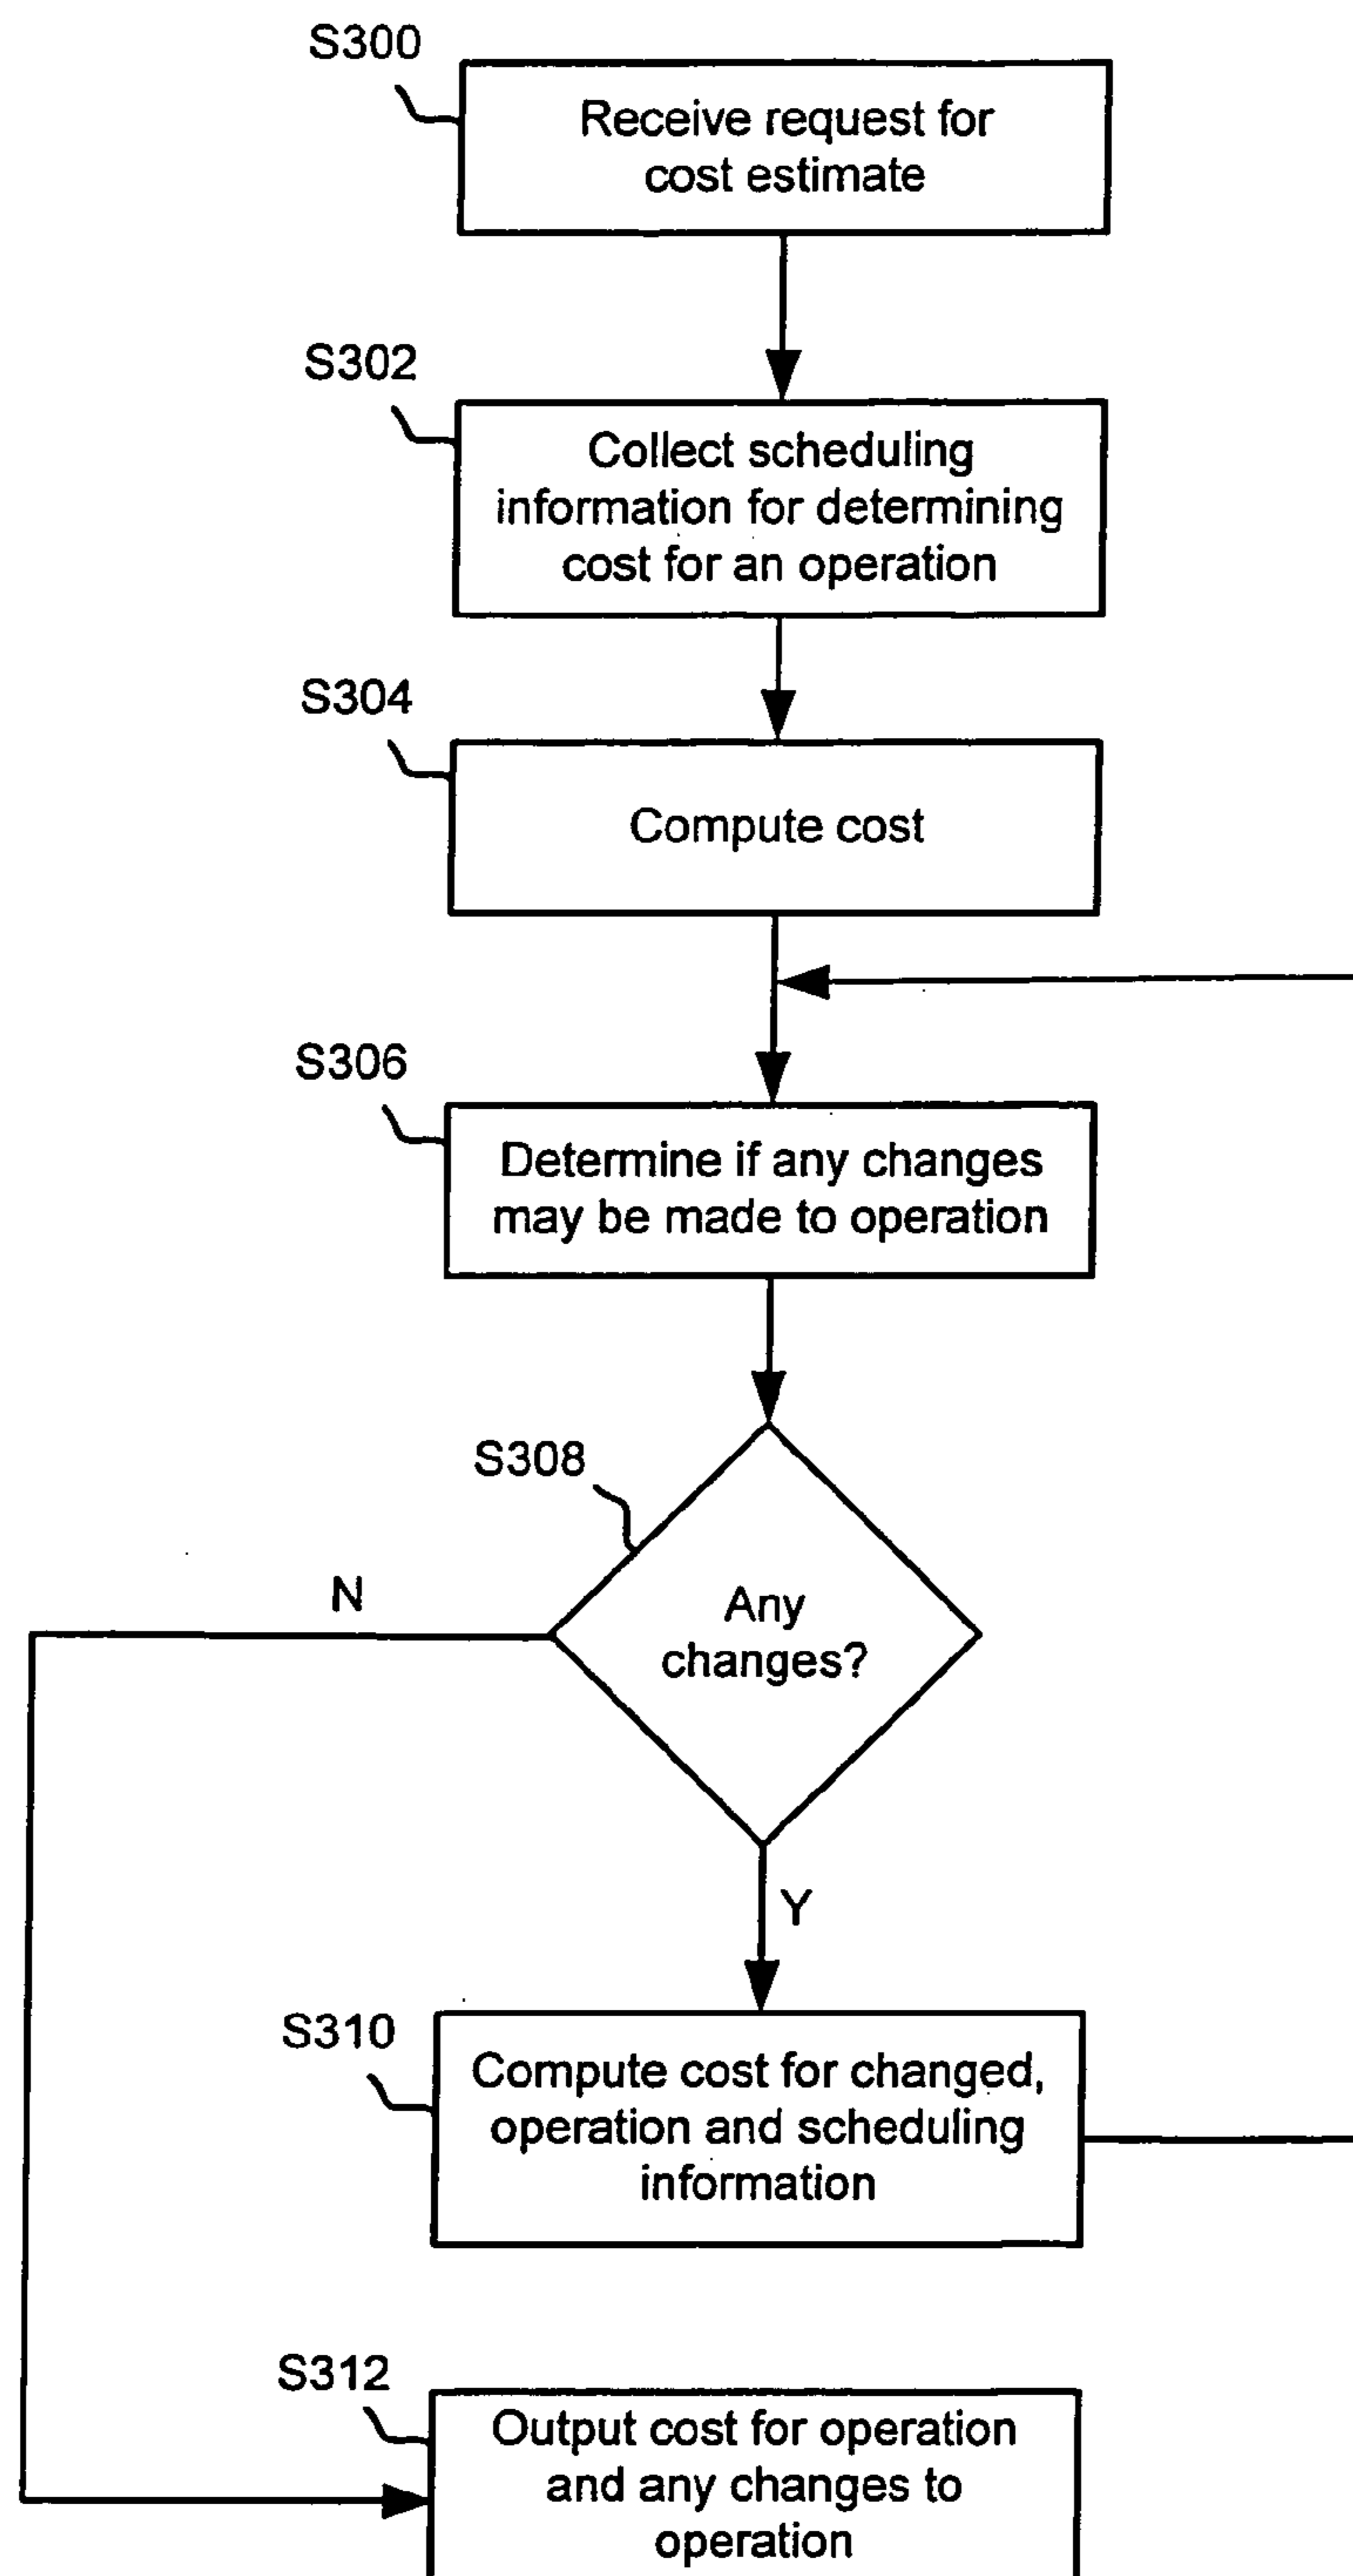 S300
Receive request for
cost estimate
S302
Collect scheduling
information for determining
cost for an operation
S304
Compute cost
S306
Determine if any changes
may be made to operation
S308
Any
changes?
N
Y
S310
Compute cost for changed,
operation and scheduling
information
S312
Output cost for operation
and any changes to
operation